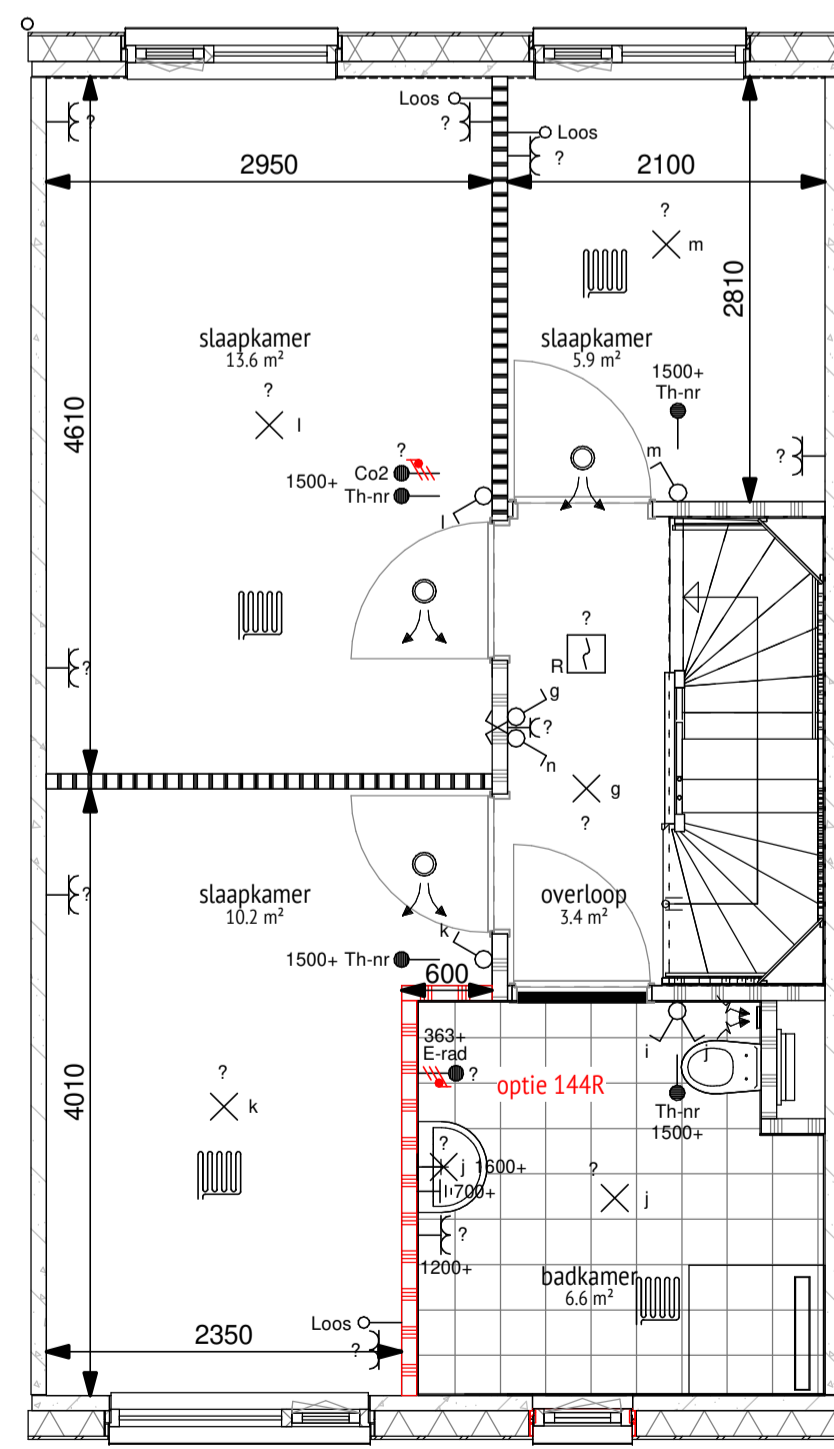 Loos
?
?
?
Loos
?
2950
2100
?
m
2810
slaapkamer
13.6 m²
slaapkamer
5.9 m²
?
l
1500+
Th-nr
4610
?
Co2
1500+
Th-nr
m
?
l
?
R
?
g
?
n
g
?
?
slaapkamer
10.2 m²
overloop
3.4 m²
k
1500+ Th-nr
600
363+
E-rad
?
i
j
optie 144R
Th-nr
1500+
?
k
4010
?
j 1600+
700+
?
j
?
1200+
badkamer
6.6 m²
Loos
?
2350